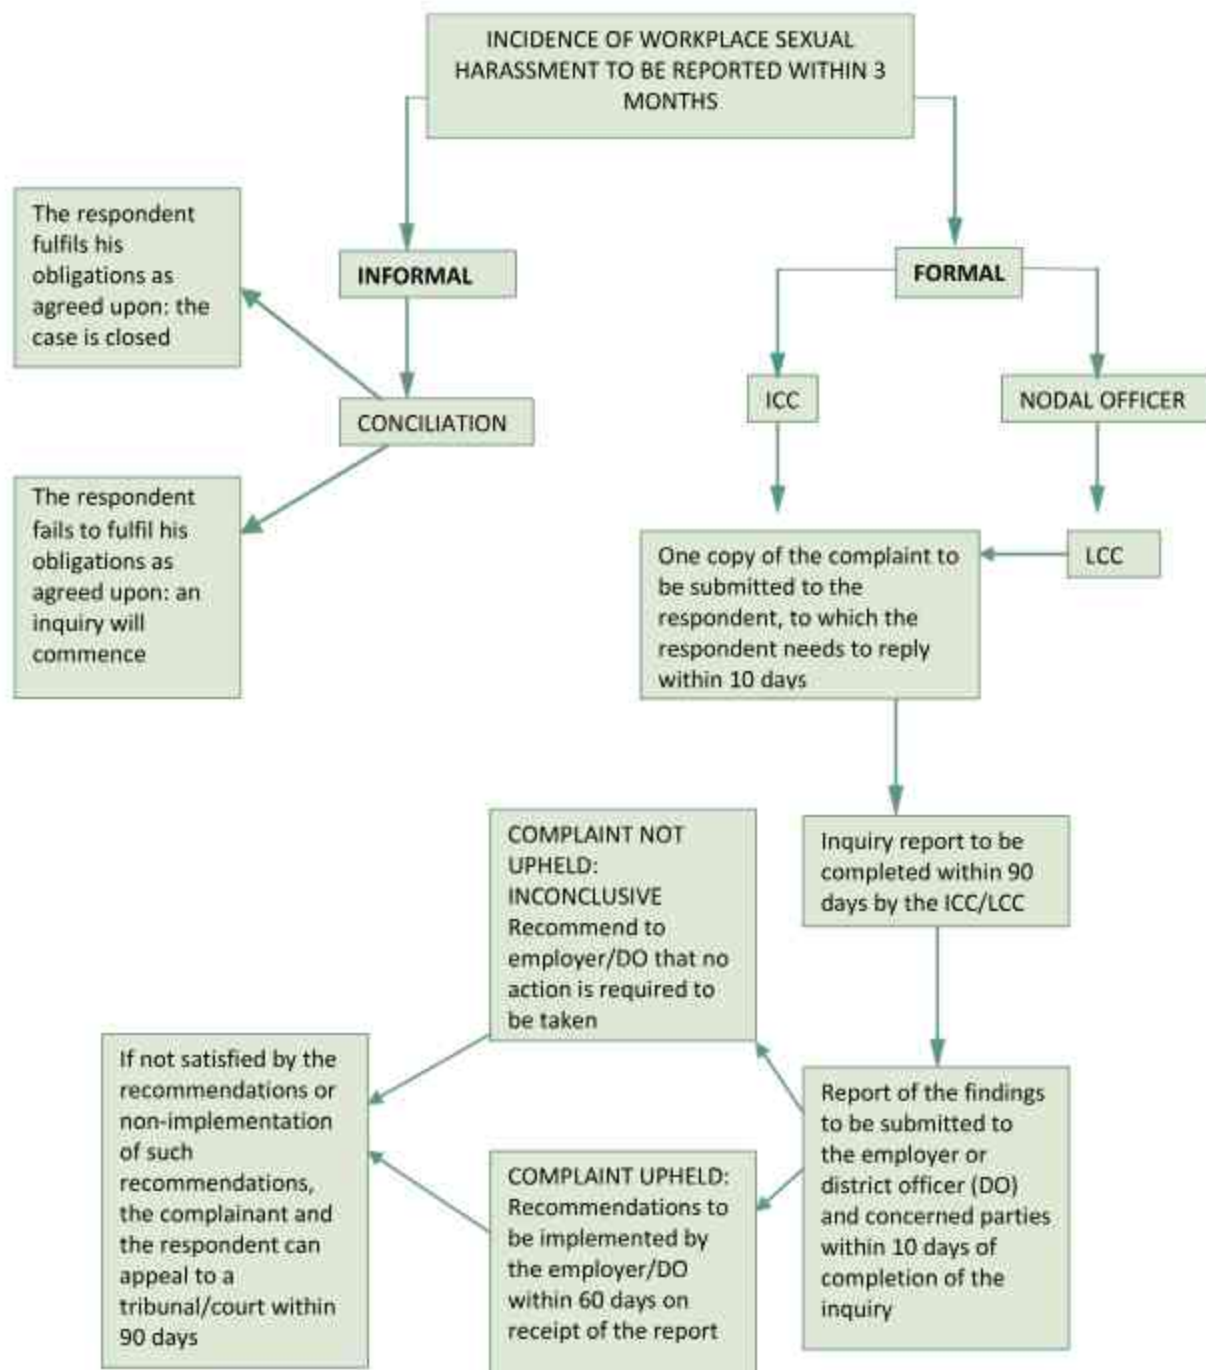 INCIDENCE OF WORKPLACE SEXUAL
HARASSMENT TO BE REPORTED WITHIN 3
MONTHS
The respondent
fulfils his
obligations as
agreed upon: the
case is closed
INFORMAL
FORMAL
CONCILIATION
ICC
NODAL OFFICER
The respondent
fails to fulfil his
obligations as
agreed upon: an
inquiry will
commence
One copy of the complaint to
be submitted to the
respondent, to which the
respondent needs to reply
within 10 days
LCC
Inquiry report to be
completed within 90
days by the ICC/LCC
COMPLAINT NOT
UPHELD:
INCONCLUSIVE
Recommend to
employer/DO that no
action is required to
be taken
Report of the findings
to be submitted to
the employer or
district officer (DO)
and concerned parties
within 10 days of
completion of the
inquiry
COMPLAINT UPHELD:
Recommendations to
be implemented by
the employer/DO
within 60 days on
receipt of the report
If not satisfied by the
recommendations or
non-implementation
of such
recommendations,
the complainant and
the respondent can
appeal to a
tribunal/court within
90 days